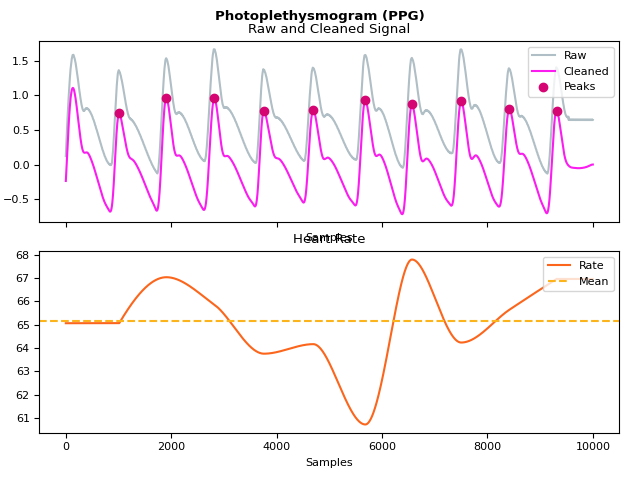 Photoplethysmogram (PPG)
Raw and Cleaned Signal
1.5
1.0
0.5
0.0
−0.5
Raw
Cleaned
Peaks
Samples
Heart Rate
68
67
66
65
64
63
62
61
Rate
Mean
0
2000
4000
6000
8000
10000
Samples